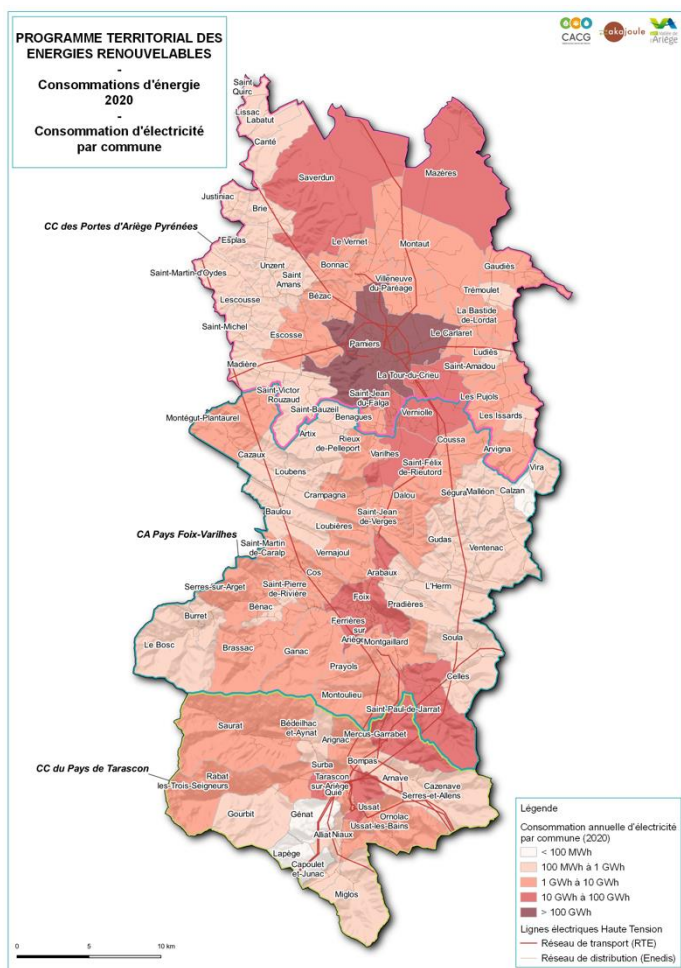 PROGRAMME TERRITORIAL DES
ENERGIES RENOUVELABLES
-
Consommations d'énergie
2020
-
Consommation d'électricité
par commune
CACG
akajoule
Ariège
Saint
Quirc
Lissac
Labatut
Canté
Saverdun
Mazères
Justiniac
Brie
CC des Portes d'Ariège Pyrénées
Esplas
Le Vernet
Montaut
Saint-Martin-d'Oydes
Unzent
Bonnac
Gaudiès
Saint
Amans
Villeneuve
du-Paréage
Trémoulet
Lescousse
Bézac
La Bastide
de-Lordat
Saint-Michel
Escosse
Le Carlaret
Pamiers
Ludiès
Madière
La Tour-du-Crieu
Saint-Amadou
Saint-Victor
Rouzaud
Saint-Jean
du-Falga
Les Pujols
Saint-Bauzeil
Benagues
Verniolle
Les Issards
Montégut-Plantaurel
Artix
Rieux
de-Pelleport
Varilhes
Coussa
Arvigna
Cazaux
Vira
Loubens
Saint-Félix
de-Rieutord
Crampagna
Dalou
Ségura
Malléon
Calzan
Baulou
Saint-Jean
de-Verges
Loubières
CA Pays Foix-Varilhes
Saint-Martin
de-Caralp
Vernajoul
Gudas
Ventenac
Cos
Arabaux
Serres-sur-Arget
Saint-Pierre
de-Rivière
L'Herm
Foix
Pradières
Burret
Bénac
Ferrières
sur
Ariège
Montgaillard
Soula
Le Bosc
Brassac
Ganac
Prayols
Celles
Montoulieu
Saint-Paul-de-Jarrat
Saurat
Bédeilhac
et-Aynat
Mercus-Garrabet
Arignac
Bompas
CC du Pays de Tarascon
Surba
Rabat
les-Trois-Seigneurs
Tarascon
sur-Ariège
Arnave
Cazenave
Serres-et-Allens
Quié
Gourbit
Génat
Ussat
Ornolac
Ussat-les-Bains
Alliat
Niaux
Lapège
Capoulet
et-Junac
Miglos
Légende
Consommation annuelle d'électricité
par commune (2020)
< 100 MWh
100 MWh à 1 GWh
1 GWh à 10 GWh
10 GWh à 100 GWh
> 100 GWh
Lignes électriques Haute Tension
Réseau de transport (RTE)
Réseau de distribution (Enedis)
0 5 10 km